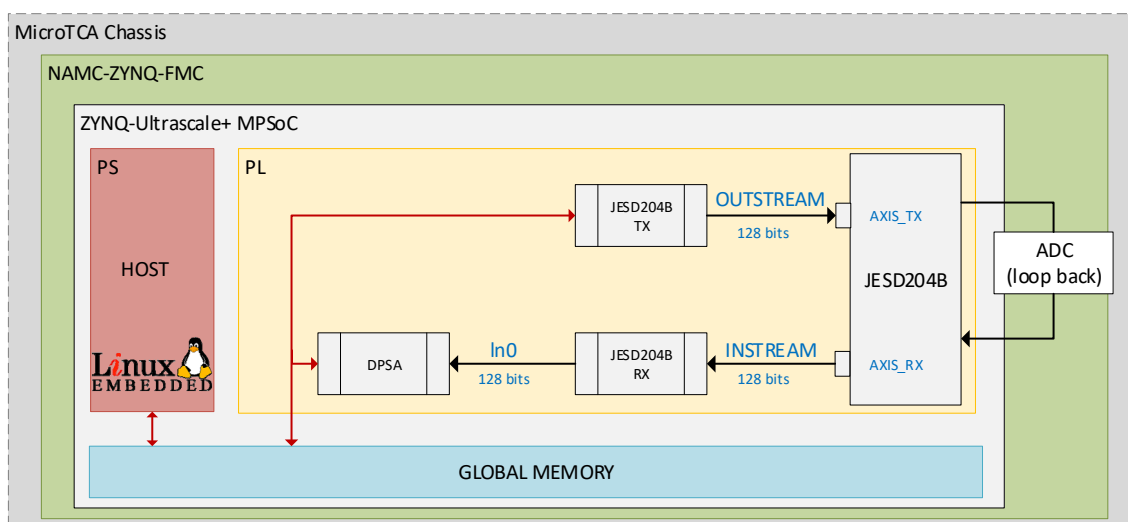 MicroTCA Chassis
NAMC-ZYNQ-FMC
ZYNQ-Ultrascale+ MPSoC
PS
HOST
Linux
EMBEDDED
PL
JESD204B
TX
OUTSTREAM
128 bits
AXIS_TX
JESD204B
ADC
(loop back)
DPSA
In0
128 bits
JESD204B
RX
INSTREAM
128 bits
AXIS_RX
GLOBAL MEMORY